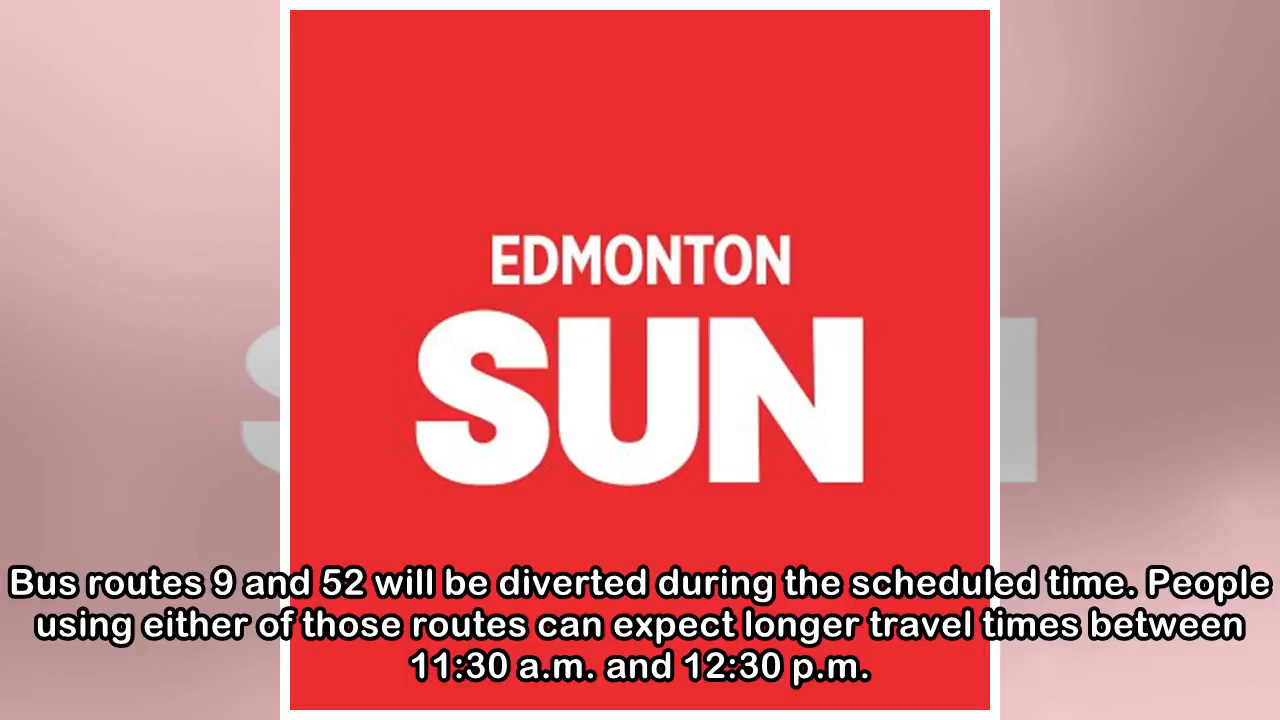 EDMONTON
SUN
Bus routes 9 and 52 will be diverted during the scheduled time. People
using either of those routes can expect longer travel times between
11:30 a.m. and 12:30 p.m.